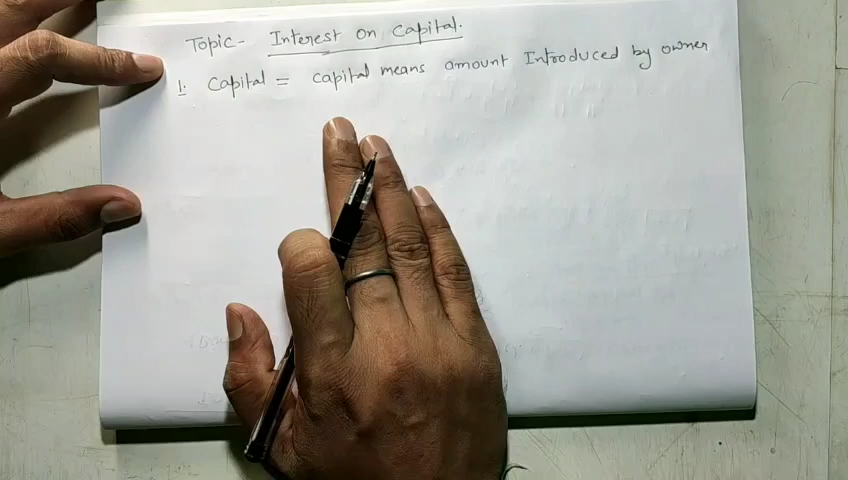 Topic- Interest on Capital.
1. Capital = capital means amount Introduced by owner